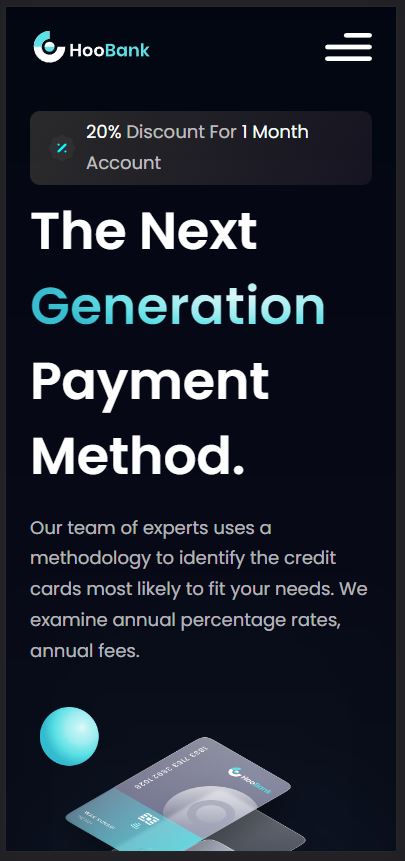 HooBank
20% Discount For 1 Month
Account
The Next
Generation
Payment
Method.
Our team of experts uses a
methodology to identify the credit
cards most likely to fit your needs. We
examine annual percentage rates,
annual fees.
HooBank